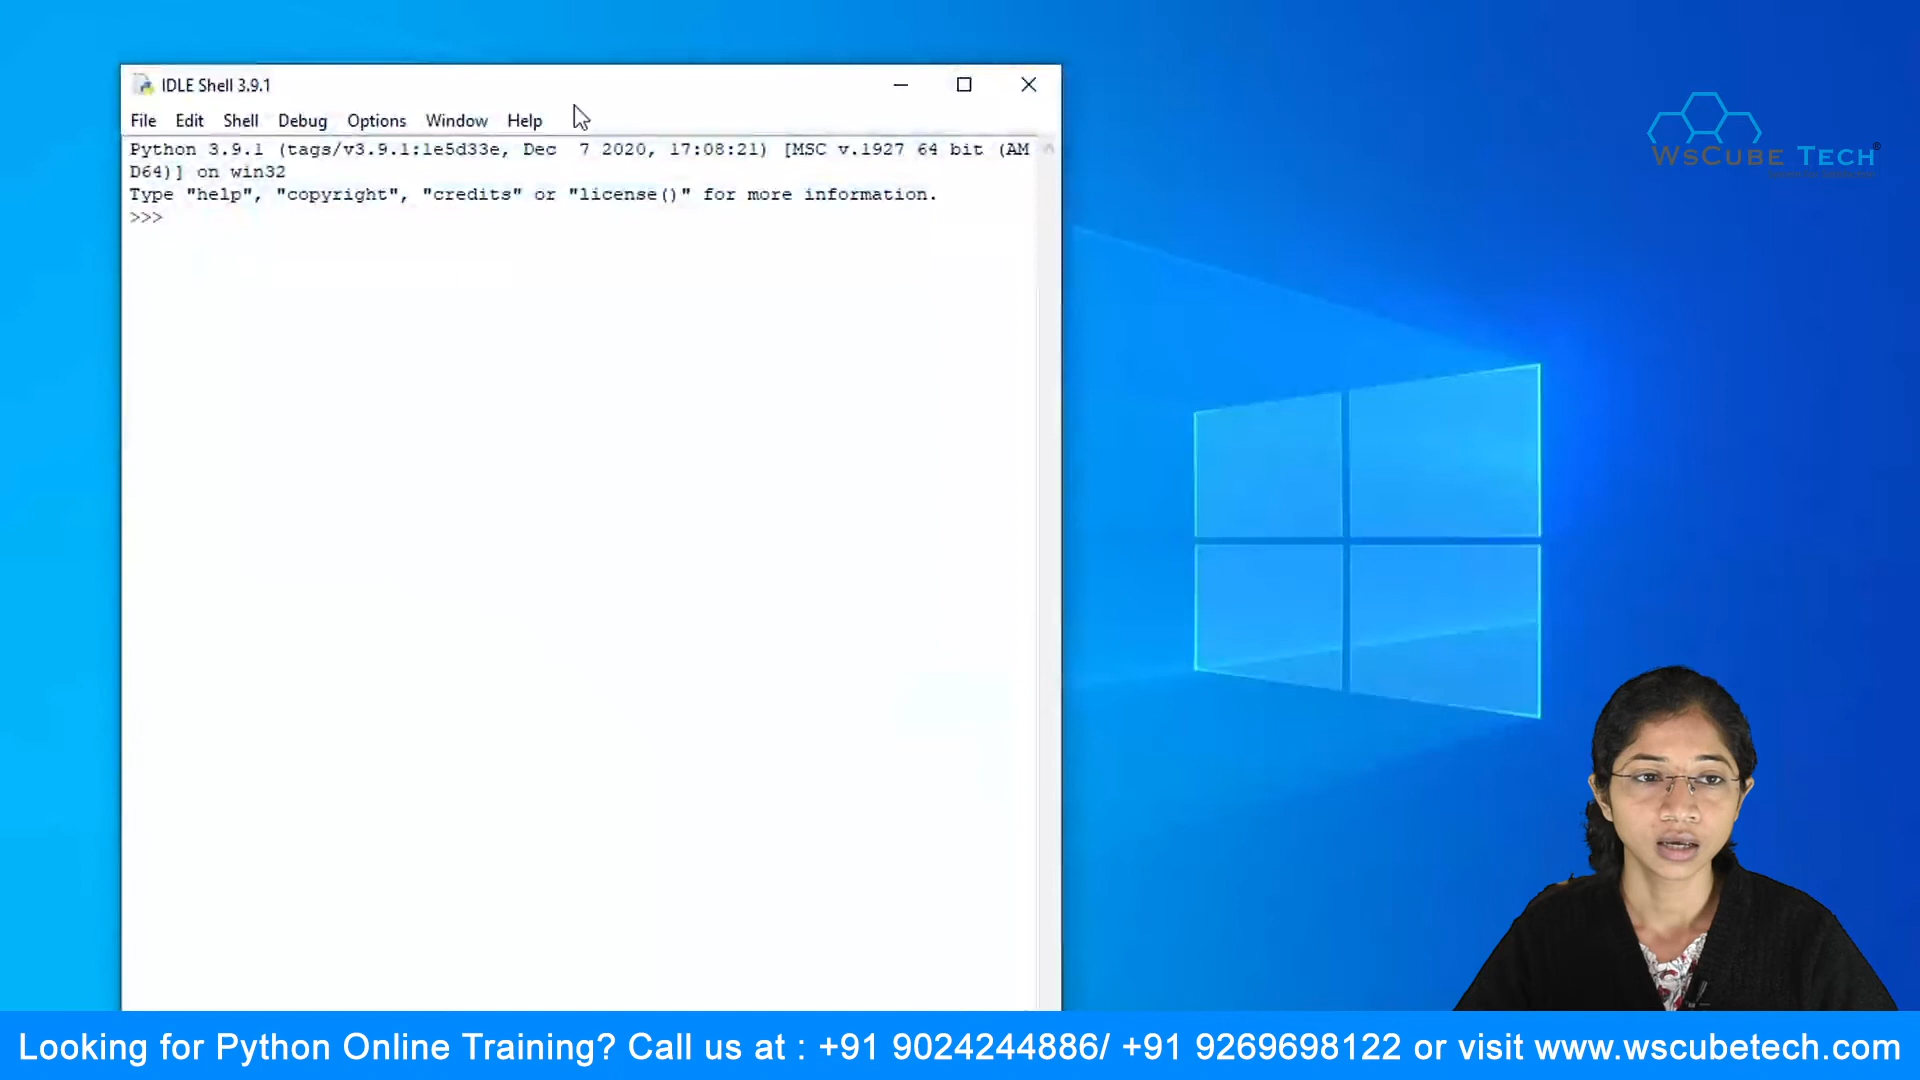 IDLE Shell 3.9.1
File Edit Shell Debug Options Window Help
Python 3.9.1 (tags/v3.9.1:1e5d33e, Dec  7 2020, 17:08:21) [MSC v.1927 64 bit (AM
D64)] on win32
Type "help", "copyright", "credits" or "license()" for more information.
>>>
WsCube Tech®
Looking for Python Online Training? Call us at : +91 9024244886/ +91 9269698122 or visit www.wscubetech.com